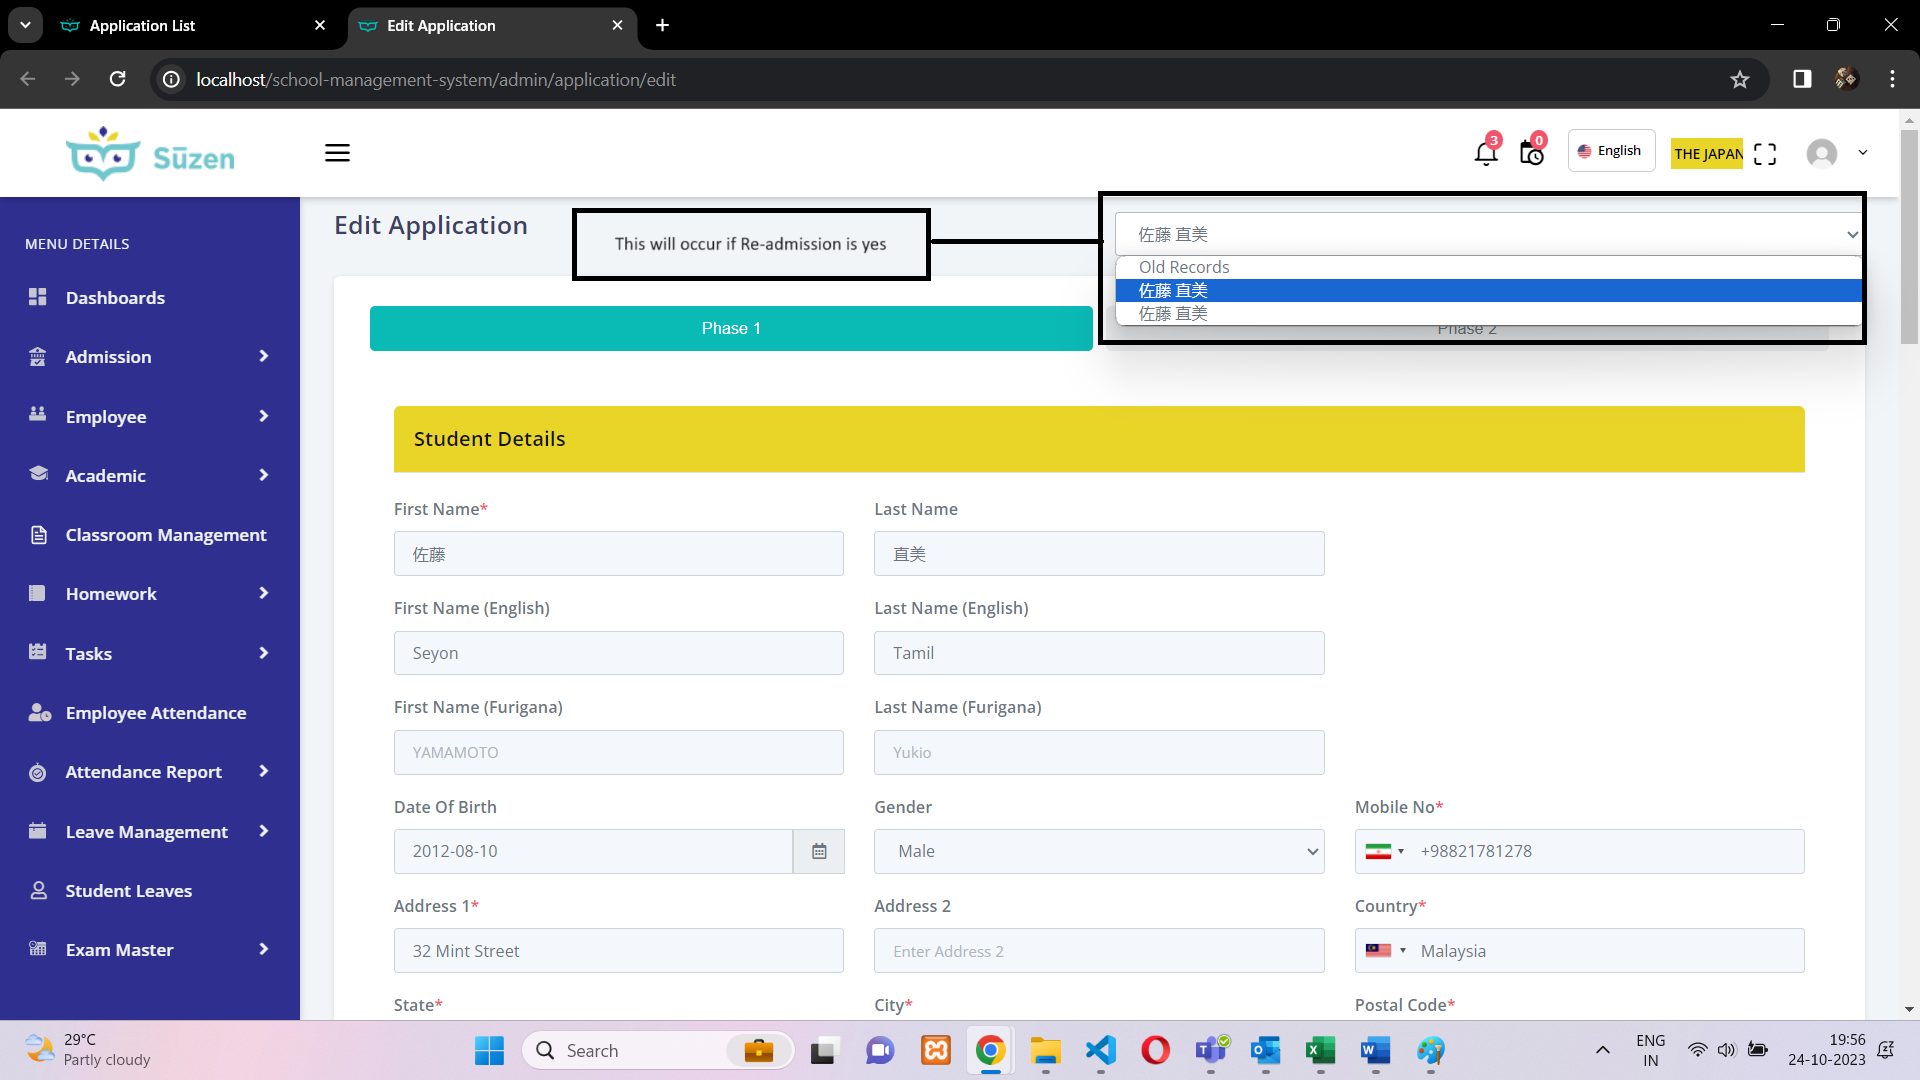 Application List
Edit Application
localhost/school-management-system/admin/application/edit
Sūzen
3
0
English
THE JAPAN
MENU DETAILS
Dashboards
Admission
Employee
Academic
Classroom Management
Homework
Tasks
Employee Attendance
Attendance Report
Leave Management
Student Leaves
Exam Master
Edit Application
This will occur if Re-admission is yes
佐藤 直美
Old Records
佐藤 直美
佐藤 直美
Phase 1
Phase 2
Student Details
First Name*
Last Name
佐藤
直美
First Name (English)
Last Name (English)
Seyon
Tamil
First Name (Furigana)
Last Name (Furigana)
YAMAMOTO
Yukio
Date Of Birth
Gender
Mobile No*
2012-08-10
Male
+98821781278
Address 1*
Address 2
Country*
32 Mint Street
Enter Address 2
Malaysia
State*
City*
Postal Code*
29°C
Partly cloudy
Search
ENG
IN
19:56
24-10-2023